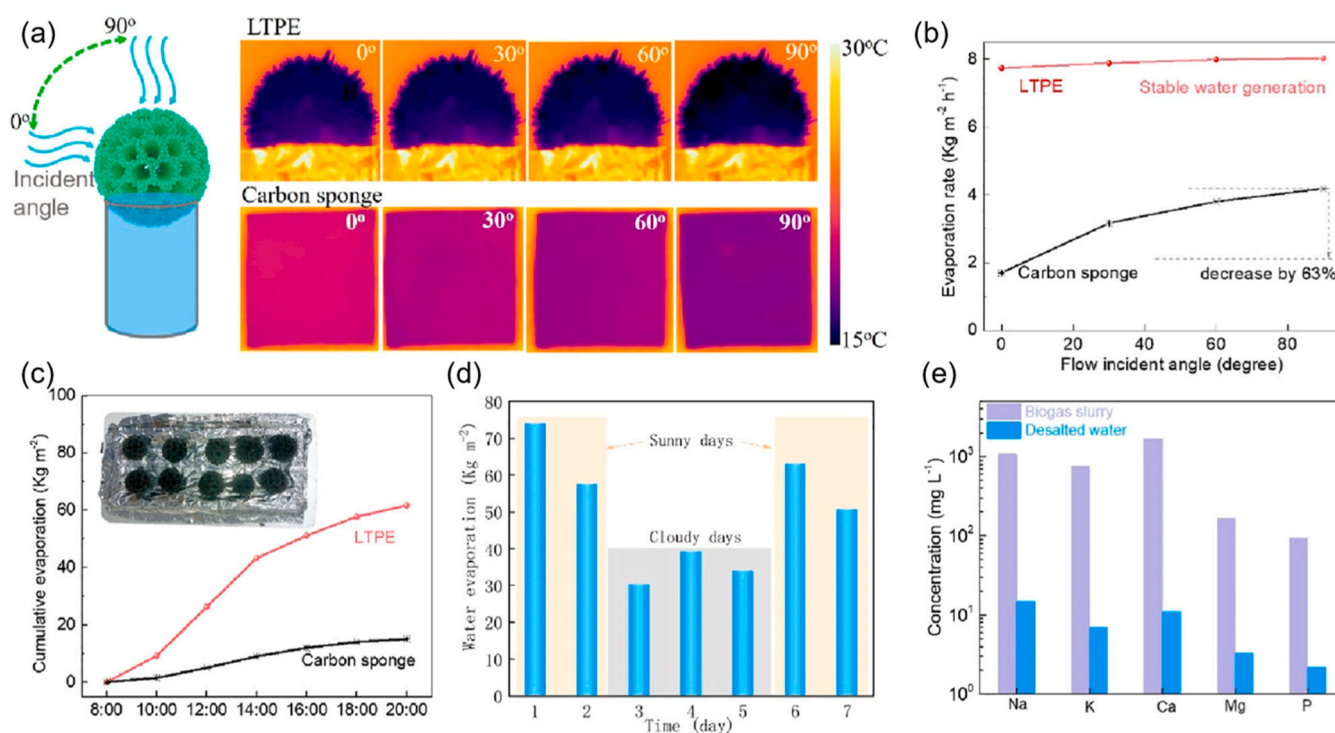 (a)
90°
0°
Incident
angle
LTPE
0°
30°
60°
90°
Carbon sponge
0°
30°
60°
90°
30°C
15°C
(b)
Evaporation rate (Kg m⁻² h⁻¹)
8
6
4
2
0
LTPE
Stable water generation
Carbon sponge
decrease by 63%
0
30
60
80
Flow incident angle (degree)
(c)
Cumulative evaporation (Kg m⁻²)
100
80
60
40
20
0
LTPE
Carbon sponge
8:00
10:00
12:00
14:00
16:00
18:00
20:00
(d)
Water evaporation (Kg m⁻²)
80
70
60
50
40
30
20
10
0
Sunny days
Cloudy days
1
2
3
4
5
6
7
Time (day)
(e)
Concentration (mg L⁻¹)
10³
10²
10¹
10⁰
Biogas slurry
Desalted water
Na
K
Ca
Mg
P